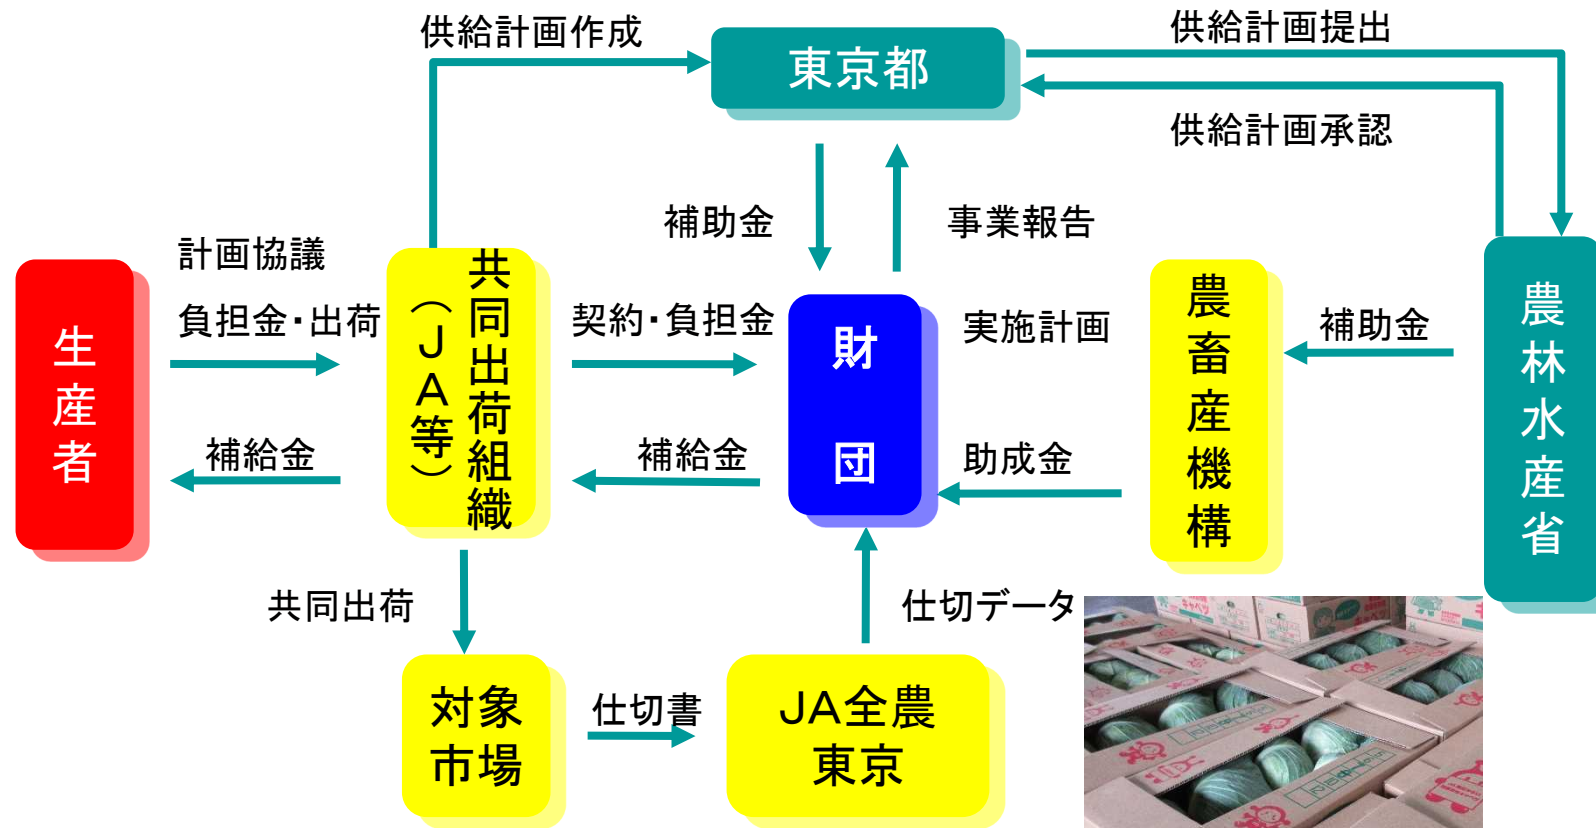 供給計画作成
東京都
供給計画提出
供給計画承認
補助金
事業報告
計画協議
負担金・出荷
生産者
共同出荷組織
(JA等)
契約・負担金
財団
実施計画
農畜産機構
補助金
農林水産省
補給金
補給金
助成金
共同出荷
仕切データ
対象
市場
仕切書
JA全農
東京
キャベツ